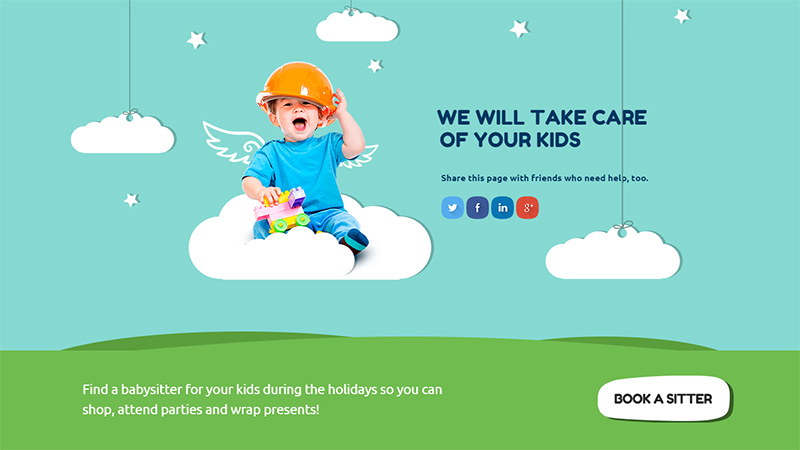 WE WILL TAKE CARE
OF YOUR KIDS
Share this page with friends who need help, too.
f in g+
Find a babysitter for your kids during the holidays so you can
shop, attend parties and wrap presents!
BOOK A SITTER